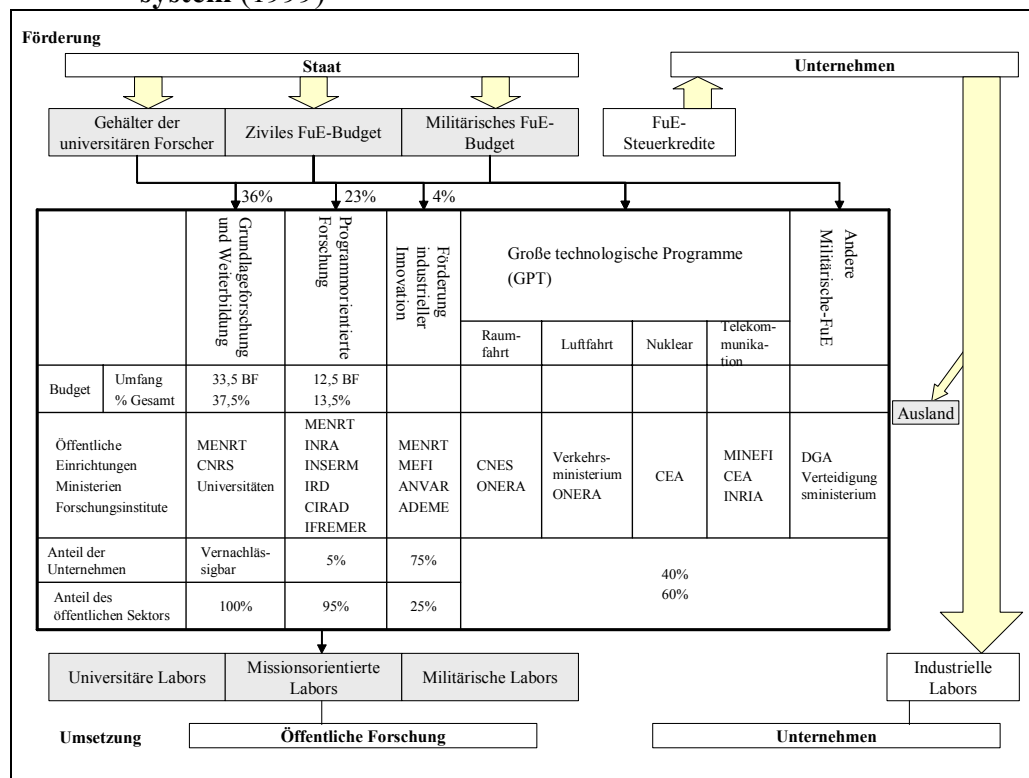 system (1999)
Förderung
Staat
Unternehmen
Gehälter der
universitären Forscher
Ziviles FuE-Budget
Militärisches FuE-
Budget
FuE-
Steuerkredite
36%
23%
4%
Grundlageforschung
und Weiterbildung
Programmorientierte
Forschung
Förderung
industrieller
Innovation
Große technologische Programme
(GPT)
Andere
Militärische-FuE
Raum-
fahrt
Luftfahrt
Nuklear
Telekom-
munika-
tion
Budget
Umfang
% Gesamt
33,5 BF
37,5%
12,5 BF
13,5%
Ausland
Öffentliche
Einrichtungen
Ministerien
Forschungsinstitute
MENRT
CNRS
Universitäten
MENRT
INRA
INSERM
IRD
CIRAD
IFREMER
MENRT
MEFI
ANVAR
ADEME
CNES
ONERA
Verkehrs-
ministerium
ONERA
CEA
MINEFI
CEA
INRIA
DGA
Verteidigung
sministerium
Anteil der
Unternehmen
Vernachläs-
sigbar
5%
75%
40%
60%
Anteil des
öffentlichen Sektors
100%
95%
25%
Universitäre Labors
Missionsorientierte
Labors
Militärische Labors
Industrielle
Labors
Umsetzung
Öffentliche Forschung
Unternehmen